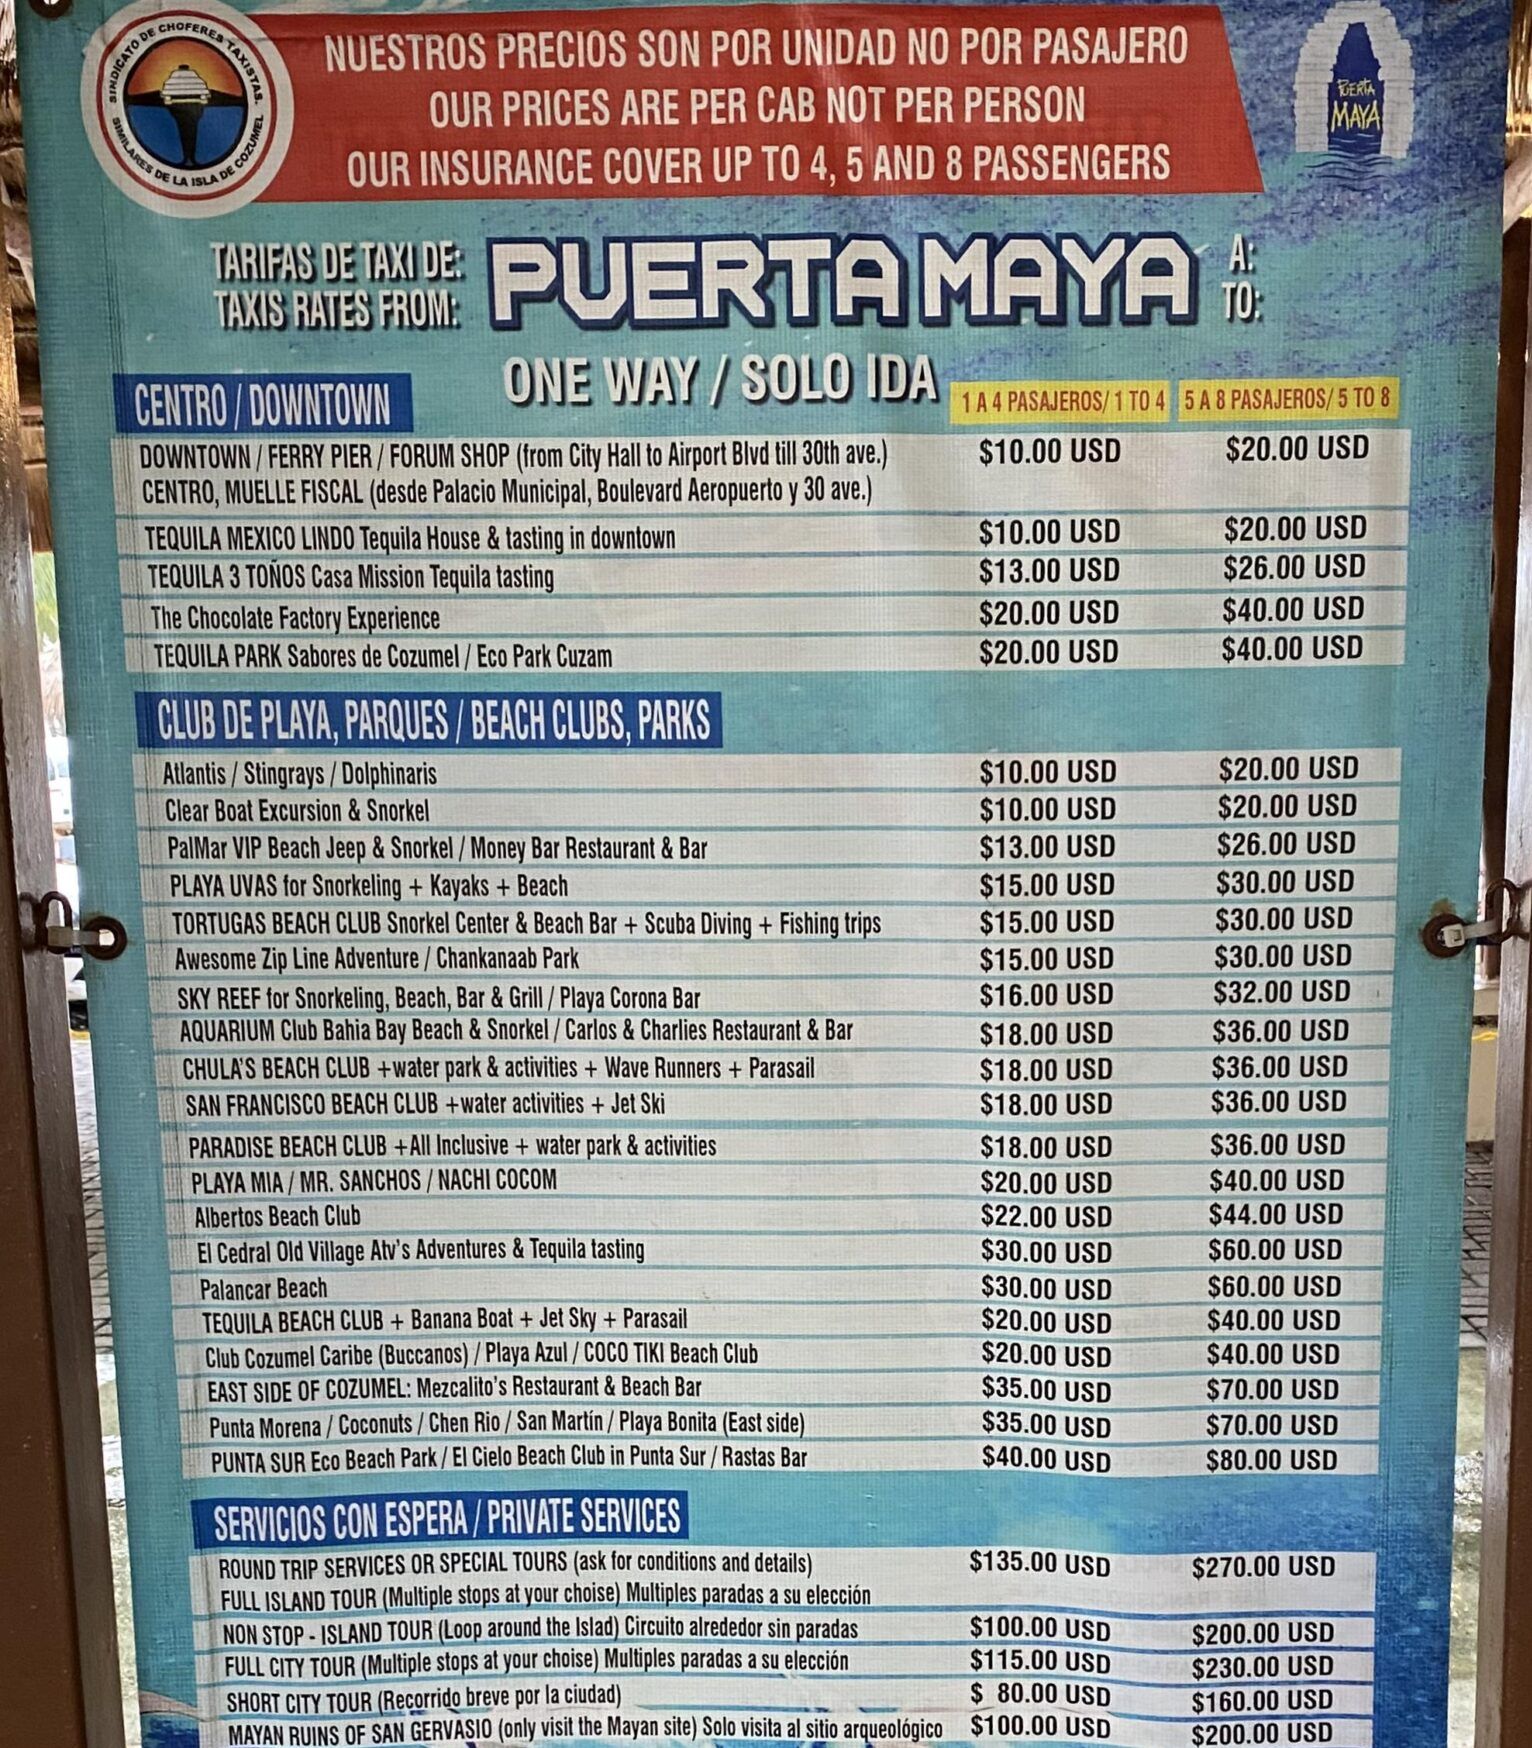 SINDICATO DE CHOFERES TAXISTAS.
SIMILARES DE LA ISLA DE COZUMEL
NUESTROS PRECIOS SON POR UNIDAD NO POR PASAJERO
OUR PRICES ARE PER CAB NOT PER PERSON
OUR INSURANCE COVER UP TO 4, 5 AND 8 PASSENGERS
PUERTA
MAYA
TARIFAS DE TAXI DE: PUERTA MAYA A:
TAXIS RATES FROM: TO:
ONE WAY / SOLO IDA
CENTRO / DOWNTOWN 1 A 4 PASAJEROS/ 1 TO 4 5 A 8 PASAJEROS/ 5 TO 8
DOWNTOWN / FERRY PIER / FORUM SHOP (from City Hall to Airport Blvd till 30th ave.) $10.00 USD $20.00 USD
CENTRO, MUELLE FISCAL (desde Palacio Municipal, Boulevard Aeropuerto y 30 ave.)
TEQUILA MEXICO LINDO Tequila House & tasting in downtown $10.00 USD $20.00 USD
TEQUILA 3 TOÑOS Casa Mission Tequila tasting $13.00 USD $26.00 USD
The Chocolate Factory Experience $20.00 USD $40.00 USD
TEQUILA PARK Sabores de Cozumel / Eco Park Cuzam $20.00 USD $40.00 USD
CLUB DE PLAYA, PARQUES / BEACH CLUBS, PARKS
Atlantis / Stingrays / Dolphinaris $10.00 USD $20.00 USD
Clear Boat Excursion & Snorkel $10.00 USD $20.00 USD
PalMar VIP Beach Jeep & Snorkel / Money Bar Restaurant & Bar $13.00 USD $26.00 USD
PLAYA UVAS for Snorkeling + Kayaks + Beach $15.00 USD $30.00 USD
TORTUGAS BEACH CLUB Snorkel Center & Beach Bar + Scuba Diving + Fishing trips $15.00 USD $30.00 USD
Awesome Zip Line Adventure / Chankanaab Park $15.00 USD $30.00 USD
SKY REEF for Snorkeling, Beach, Bar & Grill / Playa Corona Bar $16.00 USD $32.00 USD
AQUARIUM Club Bahia Bay Beach & Snorkel / Carlos & Charlies Restaurant & Bar $18.00 USD $36.00 USD
CHULA'S BEACH CLUB +water park & activities + Wave Runners + Parasail $18.00 USD $36.00 USD
SAN FRANCISCO BEACH CLUB +water activities + Jet Ski $18.00 USD $36.00 USD
PARADISE BEACH CLUB +All Inclusive + water park & activities $18.00 USD $36.00 USD
PLAYA MIA / MR. SANCHOS / NACHI COCOM $20.00 USD $40.00 USD
Albertos Beach Club $22.00 USD $44.00 USD
El Cedral Old Village Atv's Adventures & Tequila tasting $30.00 USD $60.00 USD
Palancar Beach $30.00 USD $60.00 USD
TEQUILA BEACH CLUB + Banana Boat + Jet Sky + Parasail $20.00 USD $40.00 USD
Club Cozumel Caribe (Buccanos) / Playa Azul / COCO TIKI Beach Club $20.00 USD $40.00 USD
EAST SIDE OF COZUMEL: Mezcalito's Restaurant & Beach Bar $35.00 USD $70.00 USD
Punta Morena / Coconuts / Chen Rio / San Martín / Playa Bonita (East side) $35.00 USD $70.00 USD
PUNTA SUR Eco Beach Park / El Cielo Beach Club in Punta Sur / Rastas Bar $40.00 USD $80.00 USD
SERVICIOS CON ESPERA / PRIVATE SERVICES
ROUND TRIP SERVICES OR SPECIAL TOURS (ask for conditions and details) $135.00 USD $270.00 USD
FULL ISLAND TOUR (Multiple stops at your choise) Multiples paradas a su elección
NON STOP - ISLAND TOUR (Loop around the Islad) Circuito alrededor sin paradas $100.00 USD $200.00 USD
FULL CITY TOUR (Multiple stops at your choise) Multiples paradas a su elección $115.00 USD $230.00 USD
SHORT CITY TOUR (Recorrido breve por la ciudad) $ 80.00 USD $160.00 USD
MAYAN RUINS OF SAN GERVASIO (only visit the Mayan site) Solo visita al sitio arqueológico $100.00 USD $200.00 USD